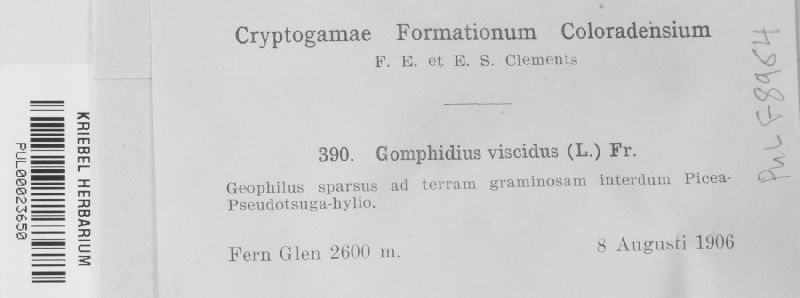 Cryptogamae Formationum Coloradensium
F. E. et E. S. Clements
390. Gomphidius viscidus (L.) Fr.
Geophilus sparsus ad terram graminosam interdum Picea-
Pseudotsuga-hylio.
Fern Glen 2600 m.
8 Augusti 1906
PUL F8964
KRIEBEL HERBARIUM
PUL00023650